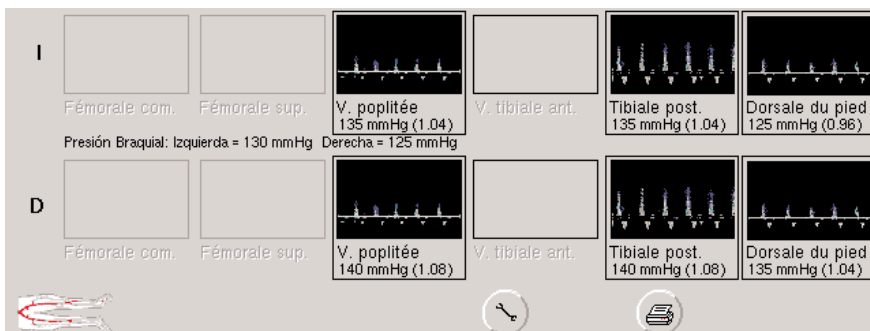 I
Fémorale com.
Fémorale sup.
V. poplitée
135 mmHg (1.04)
V. tibiale ant.
Tibiale post.
135 mmHg (1.04)
Dorsale du pied
125 mmHg (0.96)
Presión Braquial: Izquierda = 130 mmHg Derecha = 125 mmHg
D
Fémorale com.
Fémorale sup.
V. poplitée
140 mmHg (1.08)
V. tibiale ant.
Tibiale post.
140 mmHg (1.08)
Dorsale du pied
135 mmHg (1.04)